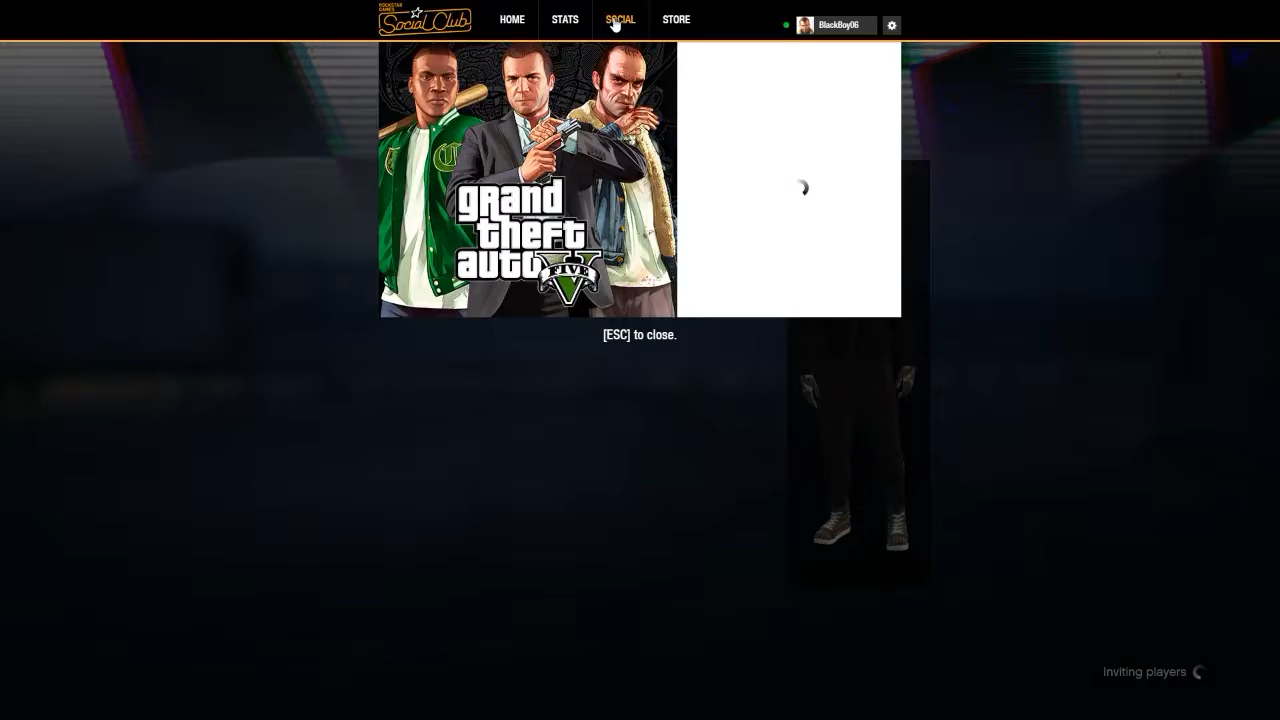 ROCKSTAR
GAMES
Social Club
HOME
STATS
SOCIAL
STORE
BlackBoy06
grand
theft
auto
FIVE
[ESC] to close.
Inviting players